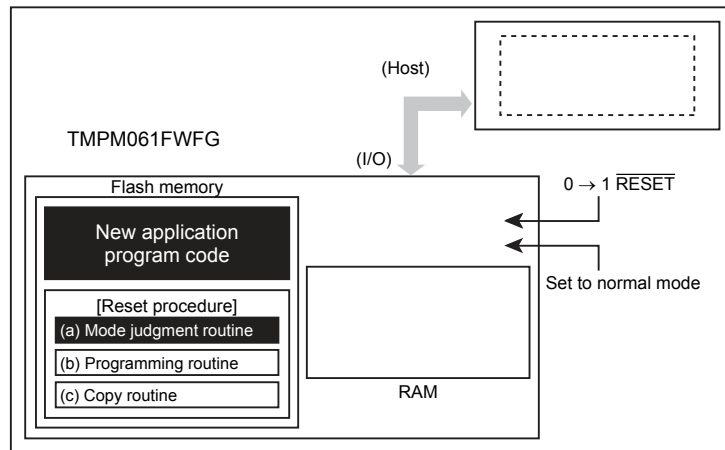 (Host)
TMPM061FWFG
(I/O)
Flash memory
0 → 1 RESET
New application
program code
Set to normal mode
[Reset procedure]
(a) Mode judgment routine
(b) Programming routine
(c) Copy routine
RAM